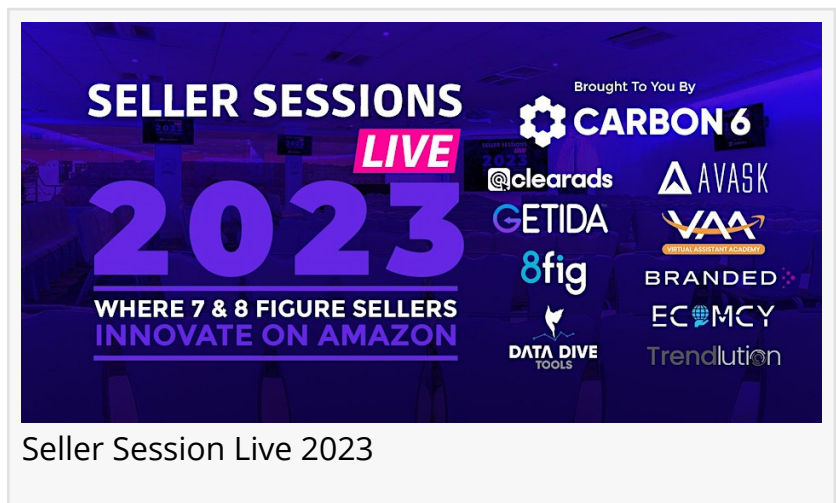 SELLER SESSIONS
LIVE
2023
WHERE 7 & 8 FIGURE SELLERS
INNOVATE ON AMAZON
Brought To You By
CARBON 6
clearads
AVASK
GETIDA
VAA
VIRTUAL ASSISTANT ACADEMY
8fig
BRANDED
ECOMCY
DATA DIVE
TOOLS
Trendlution
Seller Session Live 2023